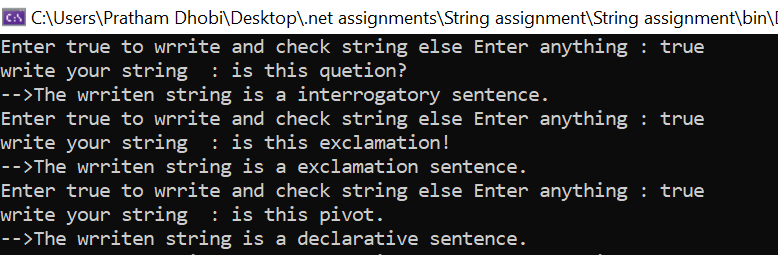 C:\Users\Pratham Dhobi\Desktop\.net assignments\String assignment\String assignment\bin\
Enter true to wrrite and check string else Enter anything : true
write your string  : is this quetion?
-->The wrriten string is a interrogatory sentence.
Enter true to wrrite and check string else Enter anything : true
write your string  : is this exclamation!
-->The wrriten string is a exclamation sentence.
Enter true to wrrite and check string else Enter anything : true
write your string  : is this pivot.
-->The wrriten string is a declarative sentence.